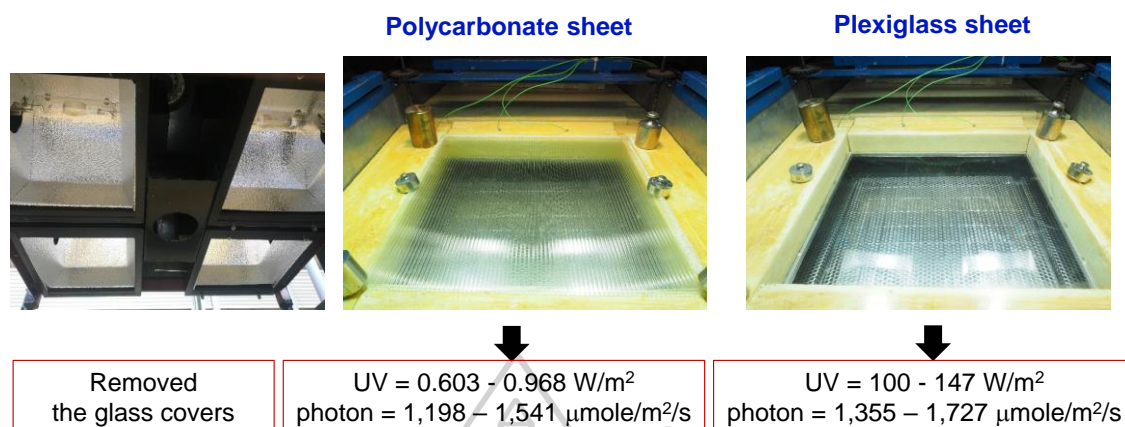 Polycarbonate sheet
Plexiglass sheet
Removed
the glass covers
UV = 0.603 - 0.968 W/m²
photon = 1,198 – 1,541 μmole/m²/s
UV = 100 - 147 W/m²
photon = 1,355 – 1,727 μmole/m²/s